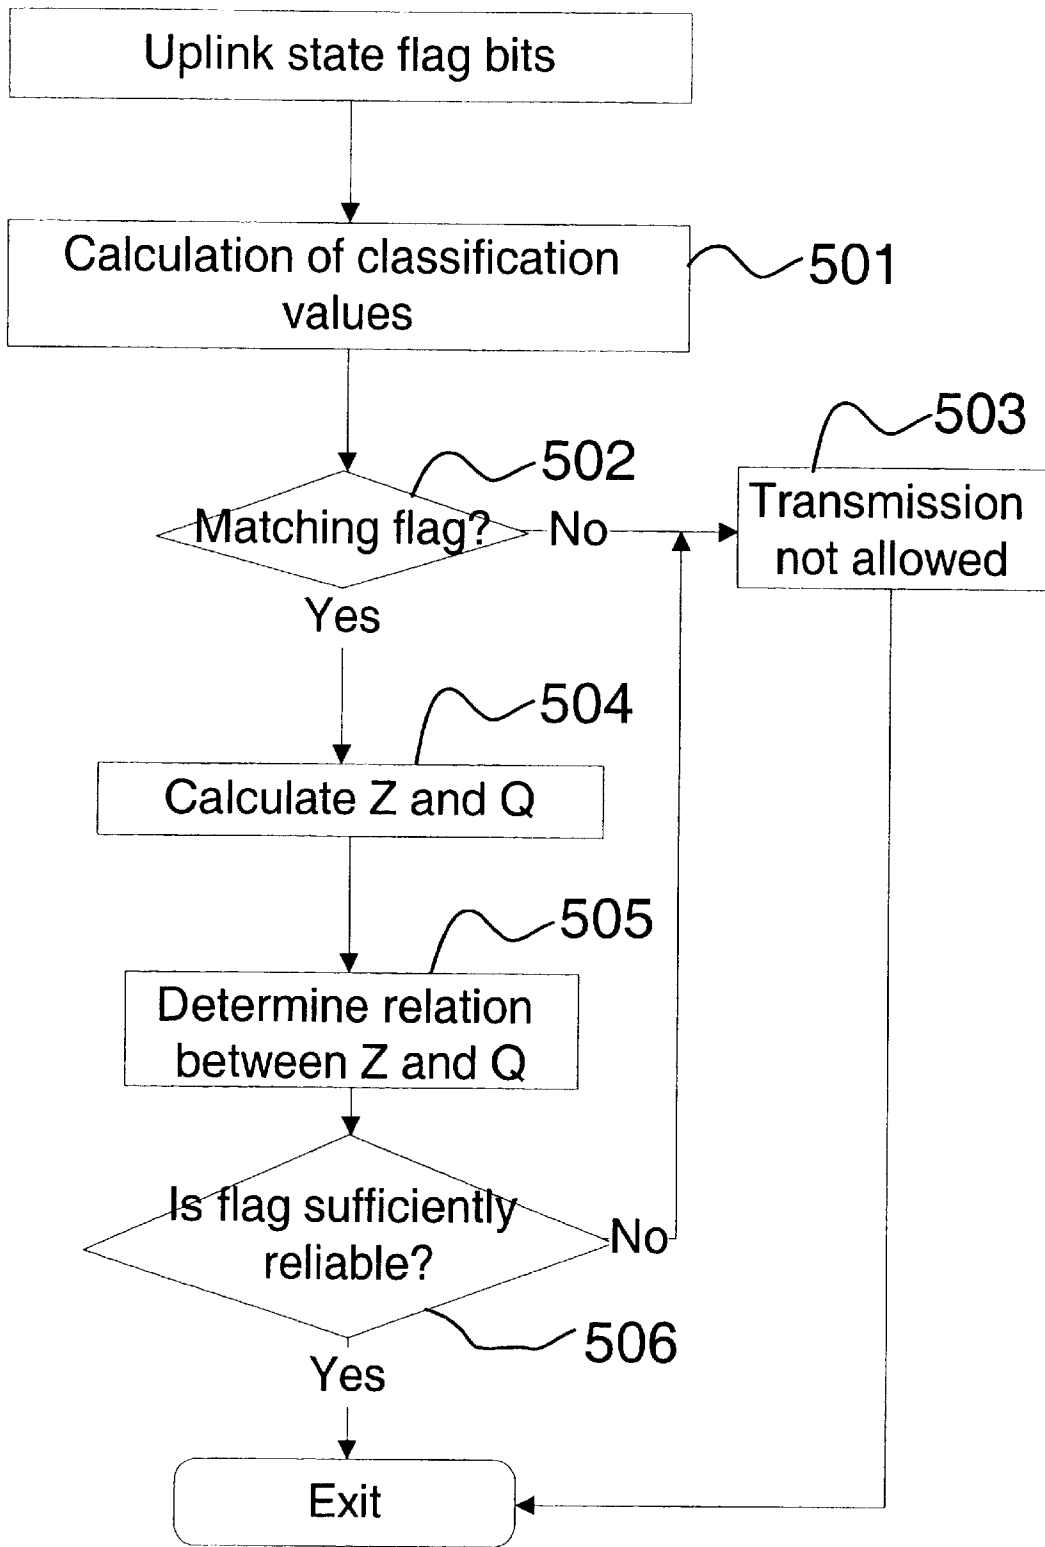 Uplink state flag bits
Calculation of classification
values
501
502
503
Matching flag?
No
Transmission
not allowed
Yes
504
Calculate Z and Q
505
Determine relation
between Z and Q
Is flag sufficiently
reliable?
No
506
Yes
Exit